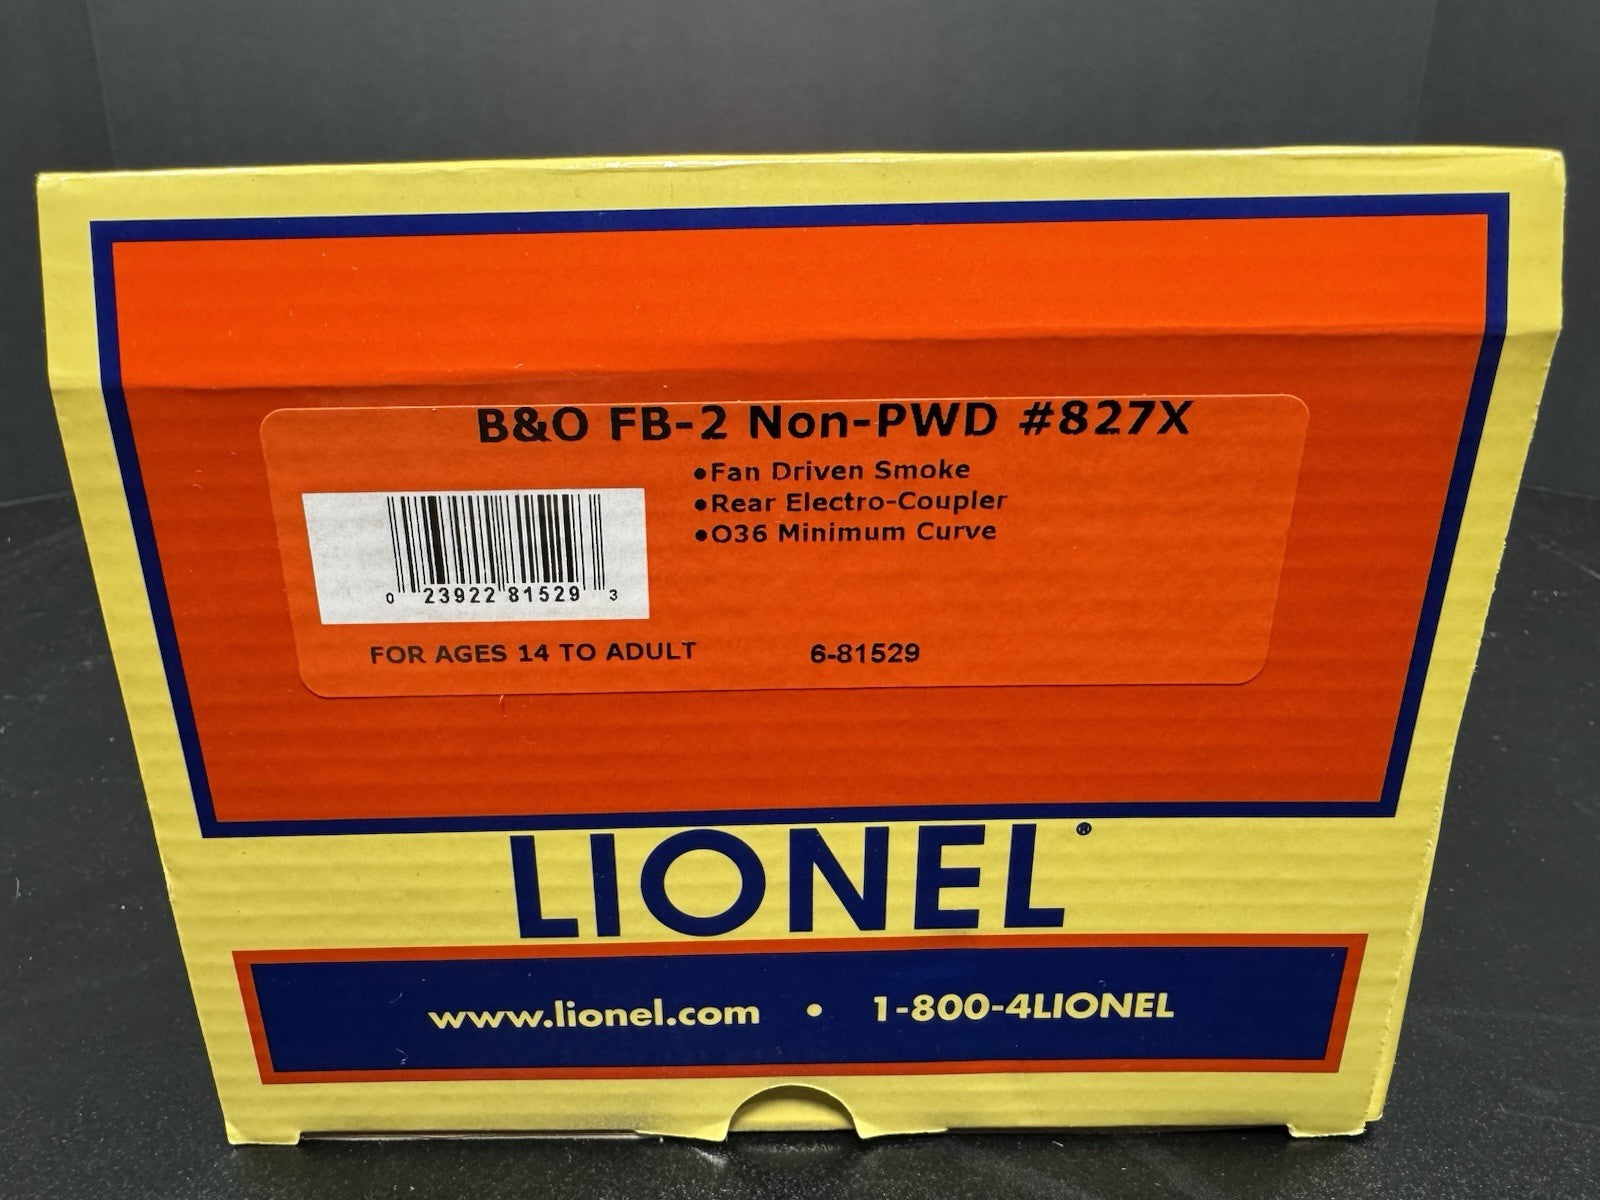 B&O FB-2 Non-PWD #827X
•Fan Driven Smoke
•Rear Electro-Coupler
•O36 Minimum Curve
0 23922 81529 3
FOR AGES 14 TO ADULT 6-81529
LIONEL®
www.lionel.com • 1-800-4LIONEL